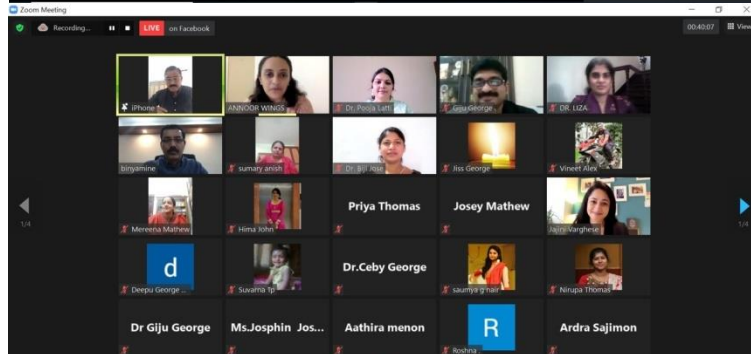 Zoom Meeting
Recording... LIVE on Facebook 00:40:07 View
iPhone
ANNOOR WINGS
Dr. Pooja Latti
Giju George
DR. LIZA
binyamine
sumary anish
Dr. Biji Jose
Jiss George
Vineet Alex
Mereena Mathew
Hima John
Priya Thomas
Josey Mathew
Jajini Varghese
1/4
1/4
d
Deepu George ..
Suvarna Tp
Dr.Ceby George
saumya g nair
Nirupa Thomas
Dr Giju George
Ms.Josphin Jos...
Aathira menon
R
Roshna .
Ardra Sajimon